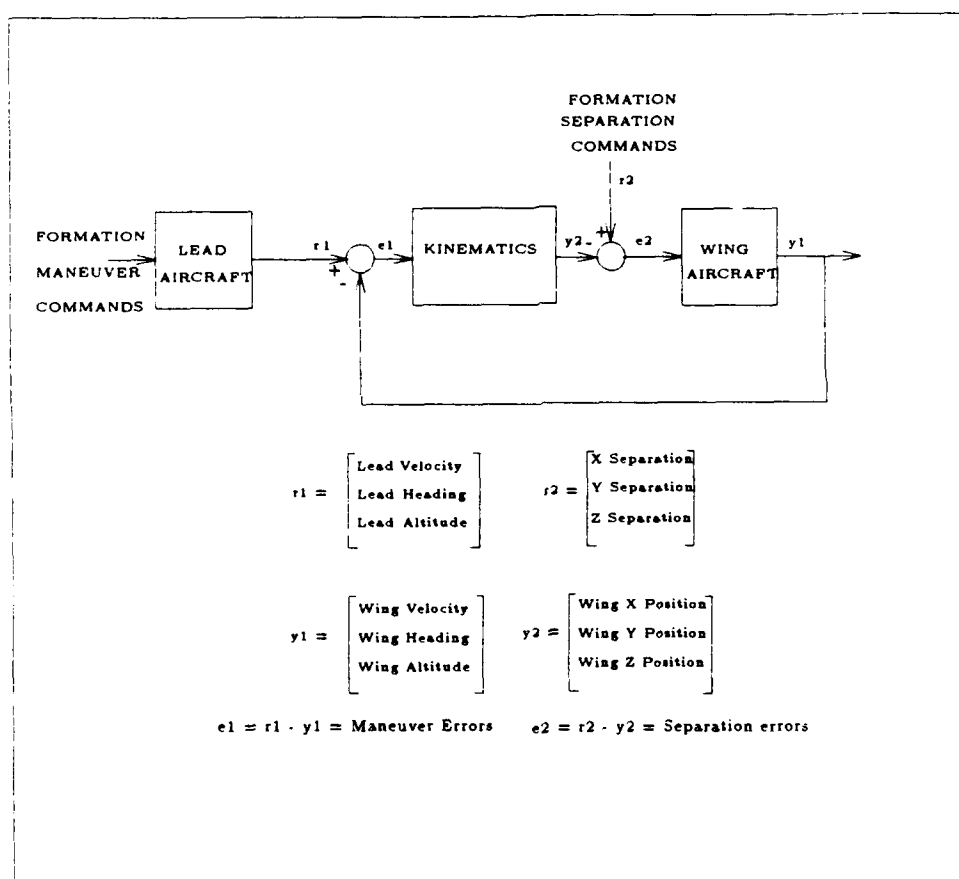 FORMATION
SEPARATION
COMMANDS
r2
FORMATION
MANEUVER
COMMANDS
LEAD
AIRCRAFT
r1
+
-
e1
KINEMATICS
y2
-
+
e2
WING
AIRCRAFT
y1
r1 = [Lead Velocity
Lead Heading
Lead Altitude]
r2 = [X Separation
Y Separation
Z Separation]
y1 = [Wing Velocity
Wing Heading
Wing Altitude]
y2 = [Wing X Position
Wing Y Position
Wing Z Position]
e1 = r1 - y1 = Maneuver Errors
e2 = r2 - y2 = Separation errors